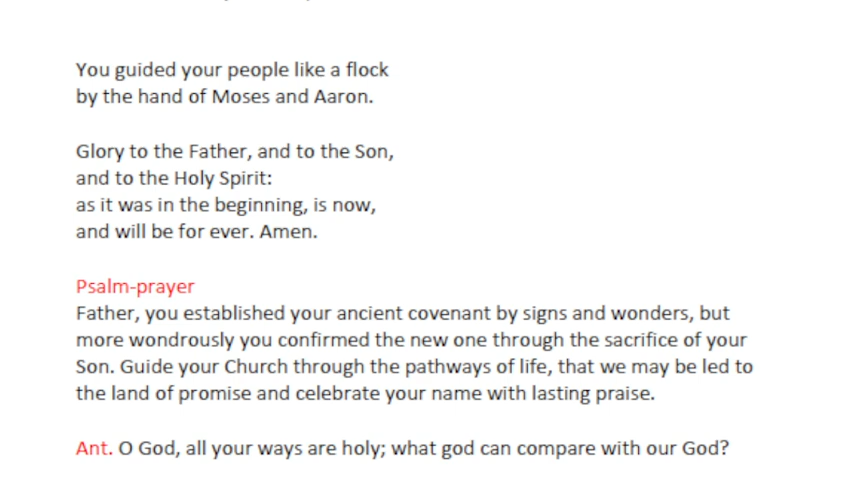 You guided your people like a flock
by the hand of Moses and Aaron.
Glory to the Father, and to the Son,
and to the Holy Spirit:
as it was in the beginning, is now,
and will be for ever. Amen.
Psalm-prayer
Father, you established your ancient covenant by signs and wonders, but
more wondrously you confirmed the new one through the sacrifice of your
Son. Guide your Church through the pathways of life, that we may be led to
the land of promise and celebrate your name with lasting praise.
Ant. O God, all your ways are holy; what god can compare with our God?